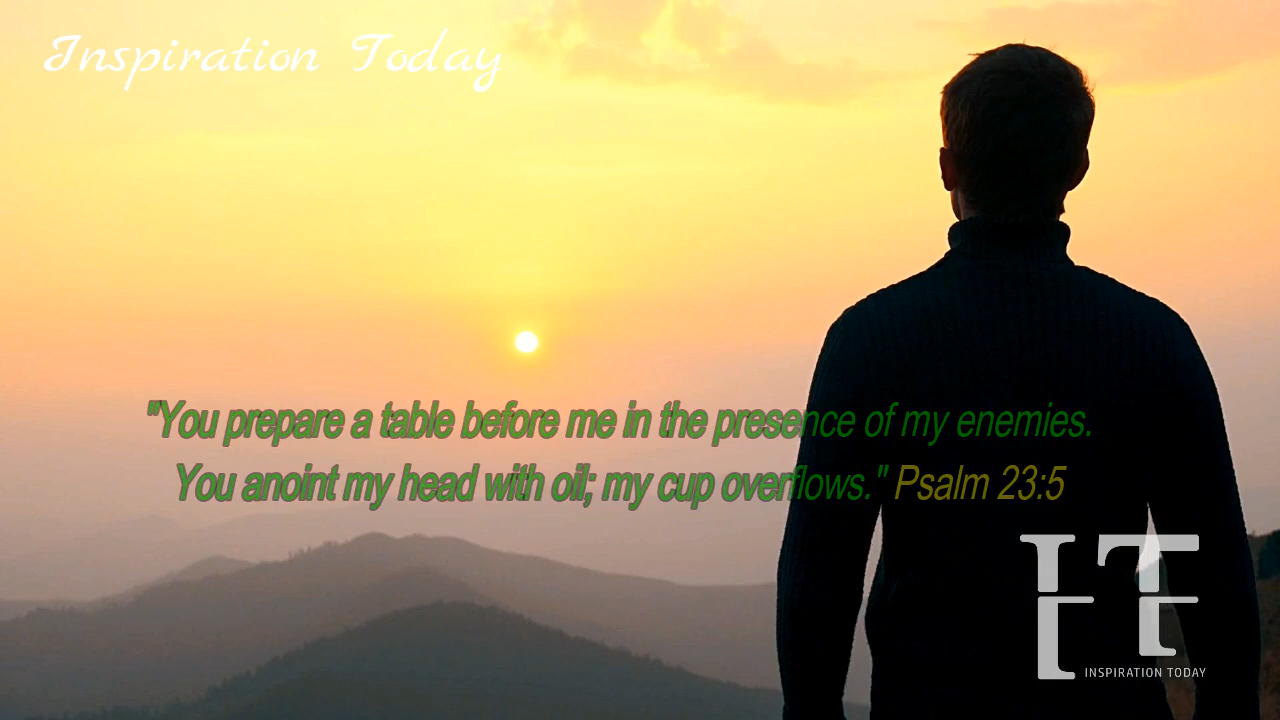 Inspiration Today
"You prepare a table before me in the presence of my enemies.
You anoint my head with oil; my cup overflows." Psalm 23:5
IT
INSPIRATION TODAY